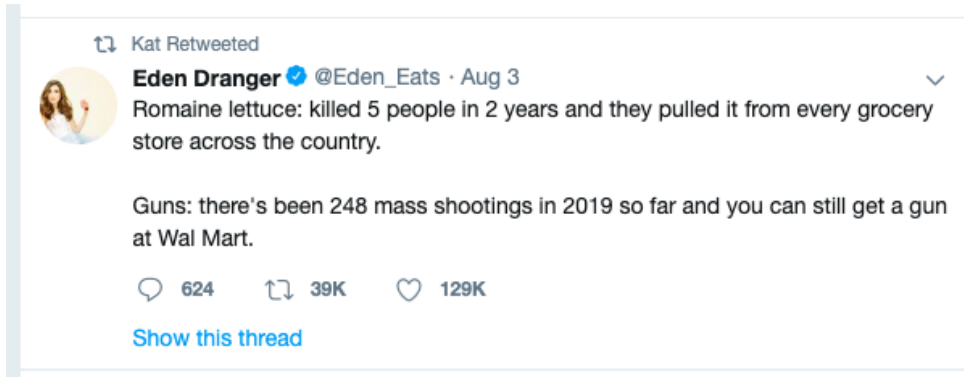 Kat Retweeted
Eden Dranger @Eden_Eats · Aug 3
Romaine lettuce: killed 5 people in 2 years and they pulled it from every grocery
store across the country.
Guns: there's been 248 mass shootings in 2019 so far and you can still get a gun
at Wal Mart.
624 39K 129K
Show this thread